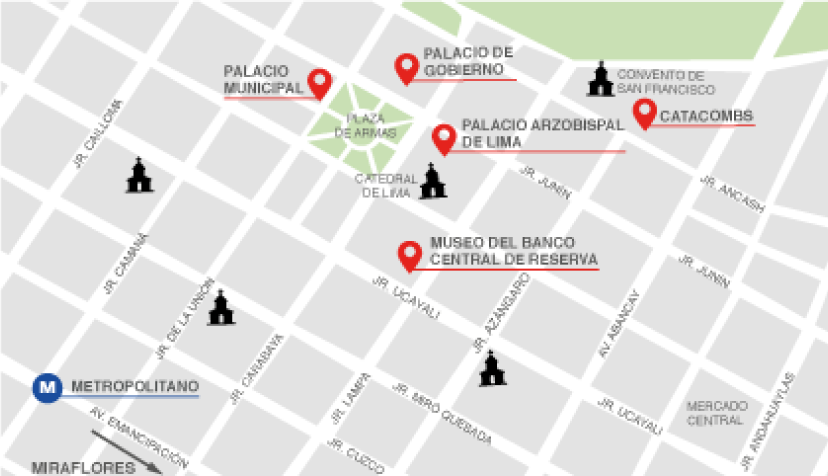 PALACIO DE
GOBIERNO
PALACIO
MUNICIPAL
CONVENTO DE
SAN FRANCISCO
CATACOMBS
PLAZA
DE ARMAS
PALACIO ARZOBISPAL
DE LIMA
JR. CAILLOMA
CATEDRAL
DE LIMA
JR. JUNIN
JR. ANCASH
MUSEO DEL BANCO
CENTRAL DE RESERVA
JR. CAMANA
JR. UCAYALI
JR. JUNIN
JR. DE LA UNIÓN
JR. AZANGARO
AV. ABANCAY
JR. CARABAYA
M METROPOLITANO
JR. LAMPA
JR. MIRO QUEBADA
JR. UCAYALI
MERCADO
CENTRAL
JR. ANDAHUAYLAS
AV. EMANCIPACIÓN
JR. CUZCO
MIRAFLORES